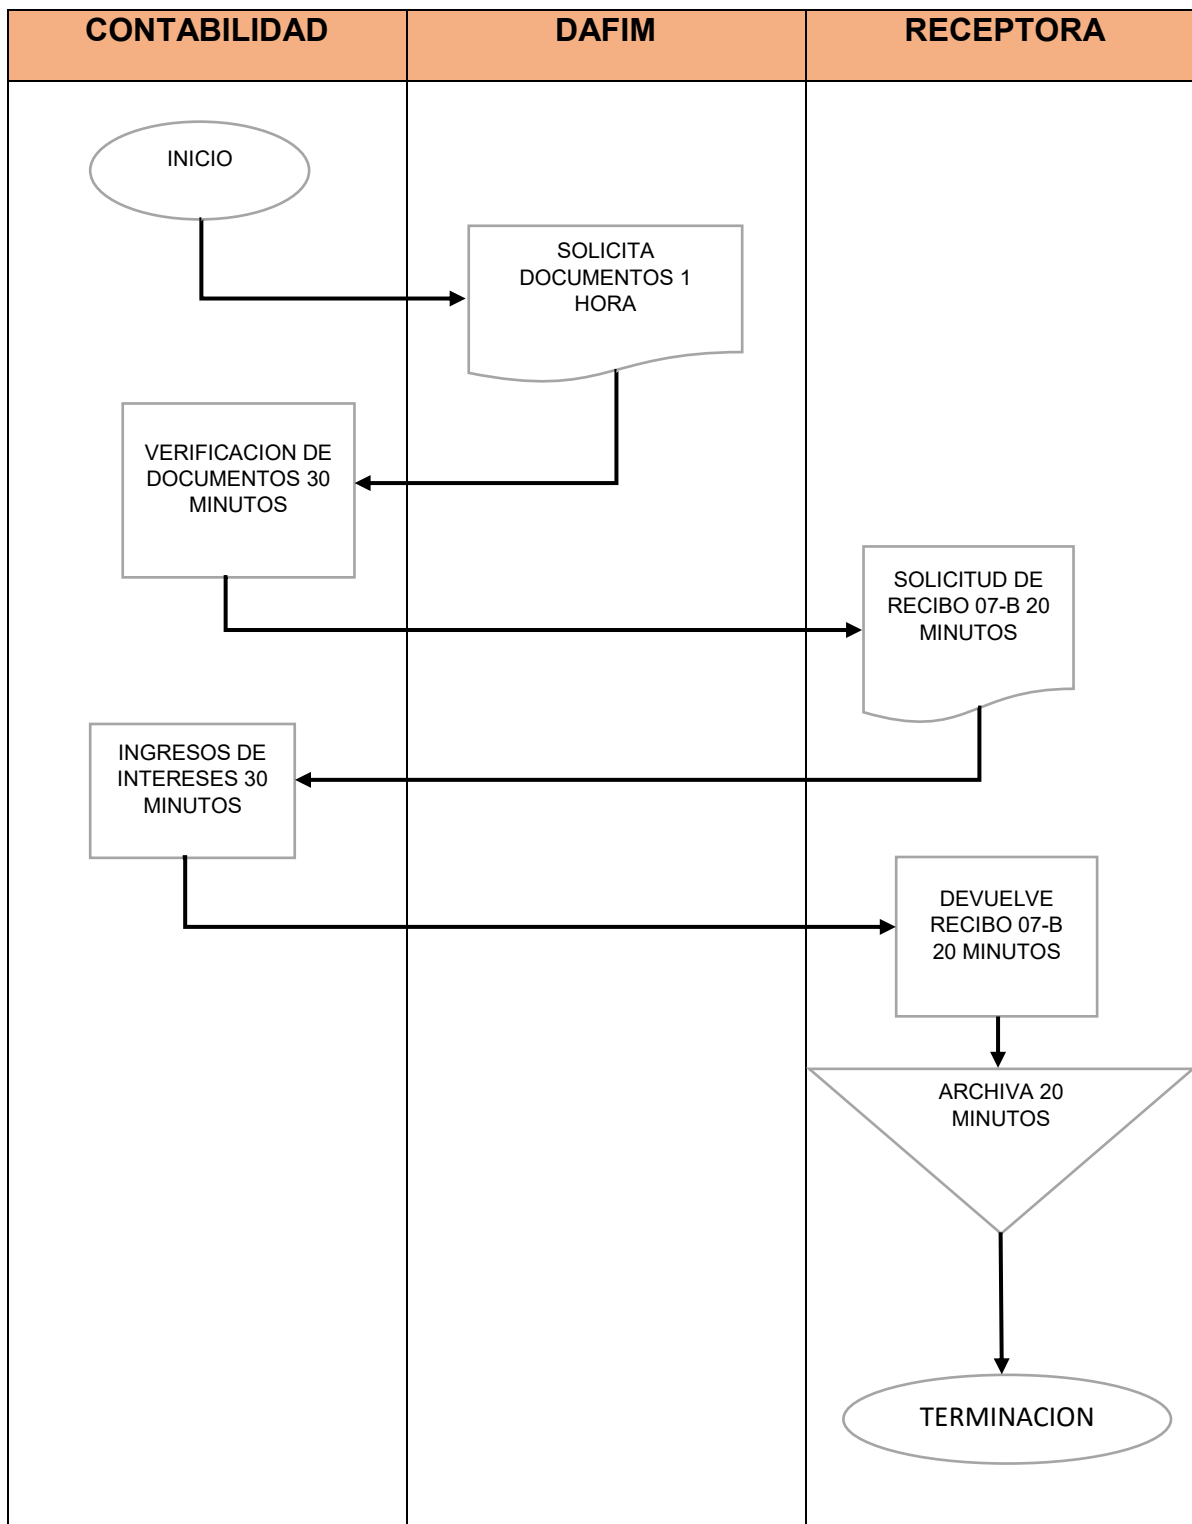 CONTABILIDAD
DAFIM
RECEPTORA
INICIO
SOLICITA
DOCUMENTOS 1
HORA
VERIFICACION DE
DOCUMENTOS 30
MINUTOS
SOLICITUD DE
RECIBO 07-B 20
MINUTOS
INGRESOS DE
INTERESES 30
MINUTOS
DEVUELVE
RECIBO 07-B
20 MINUTOS
ARCHIVA 20
MINUTOS
TERMINACION